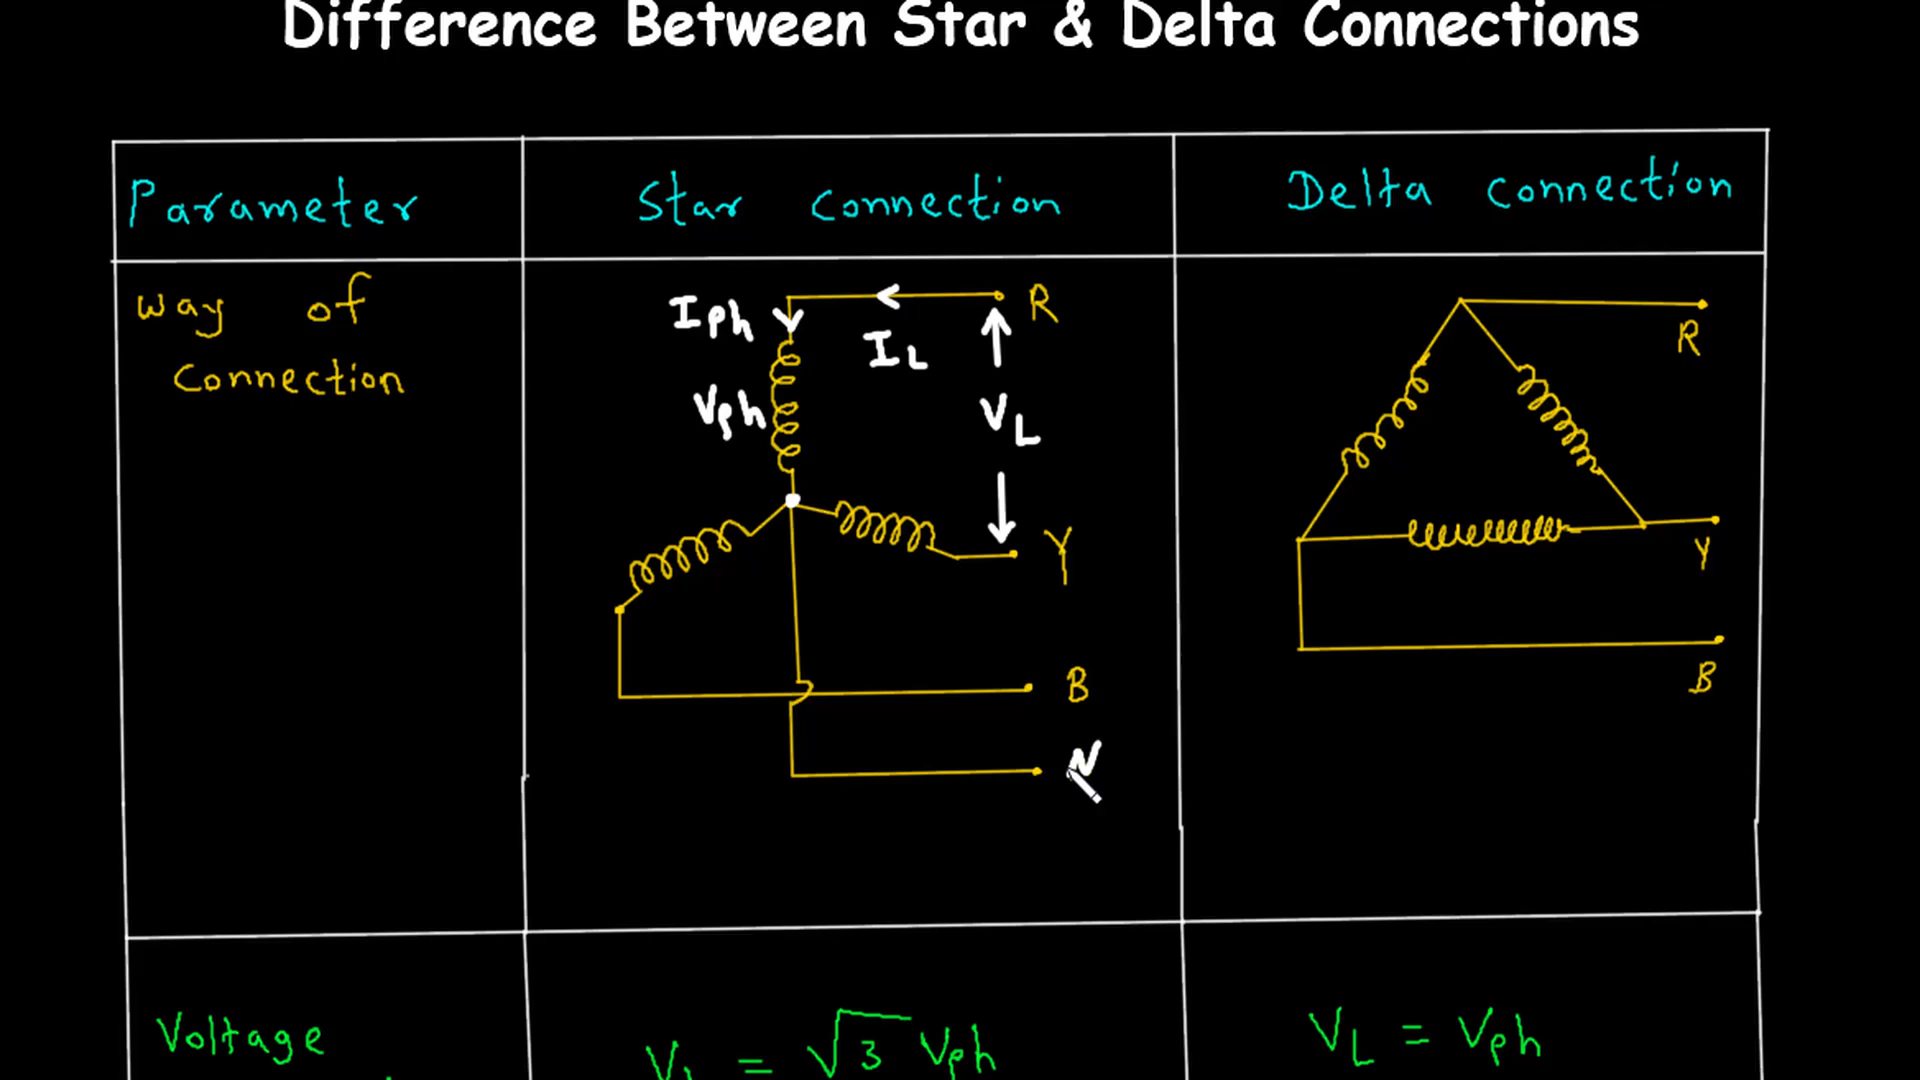 Difference Between Star & Delta Connections
Parameter
Star Connection
Delta Connection
Way of
Connection
Iph
IL
Vph
VL
R
Y
B
N
R
Y
B
Voltage
VL = √3 Vph
VL = Vph